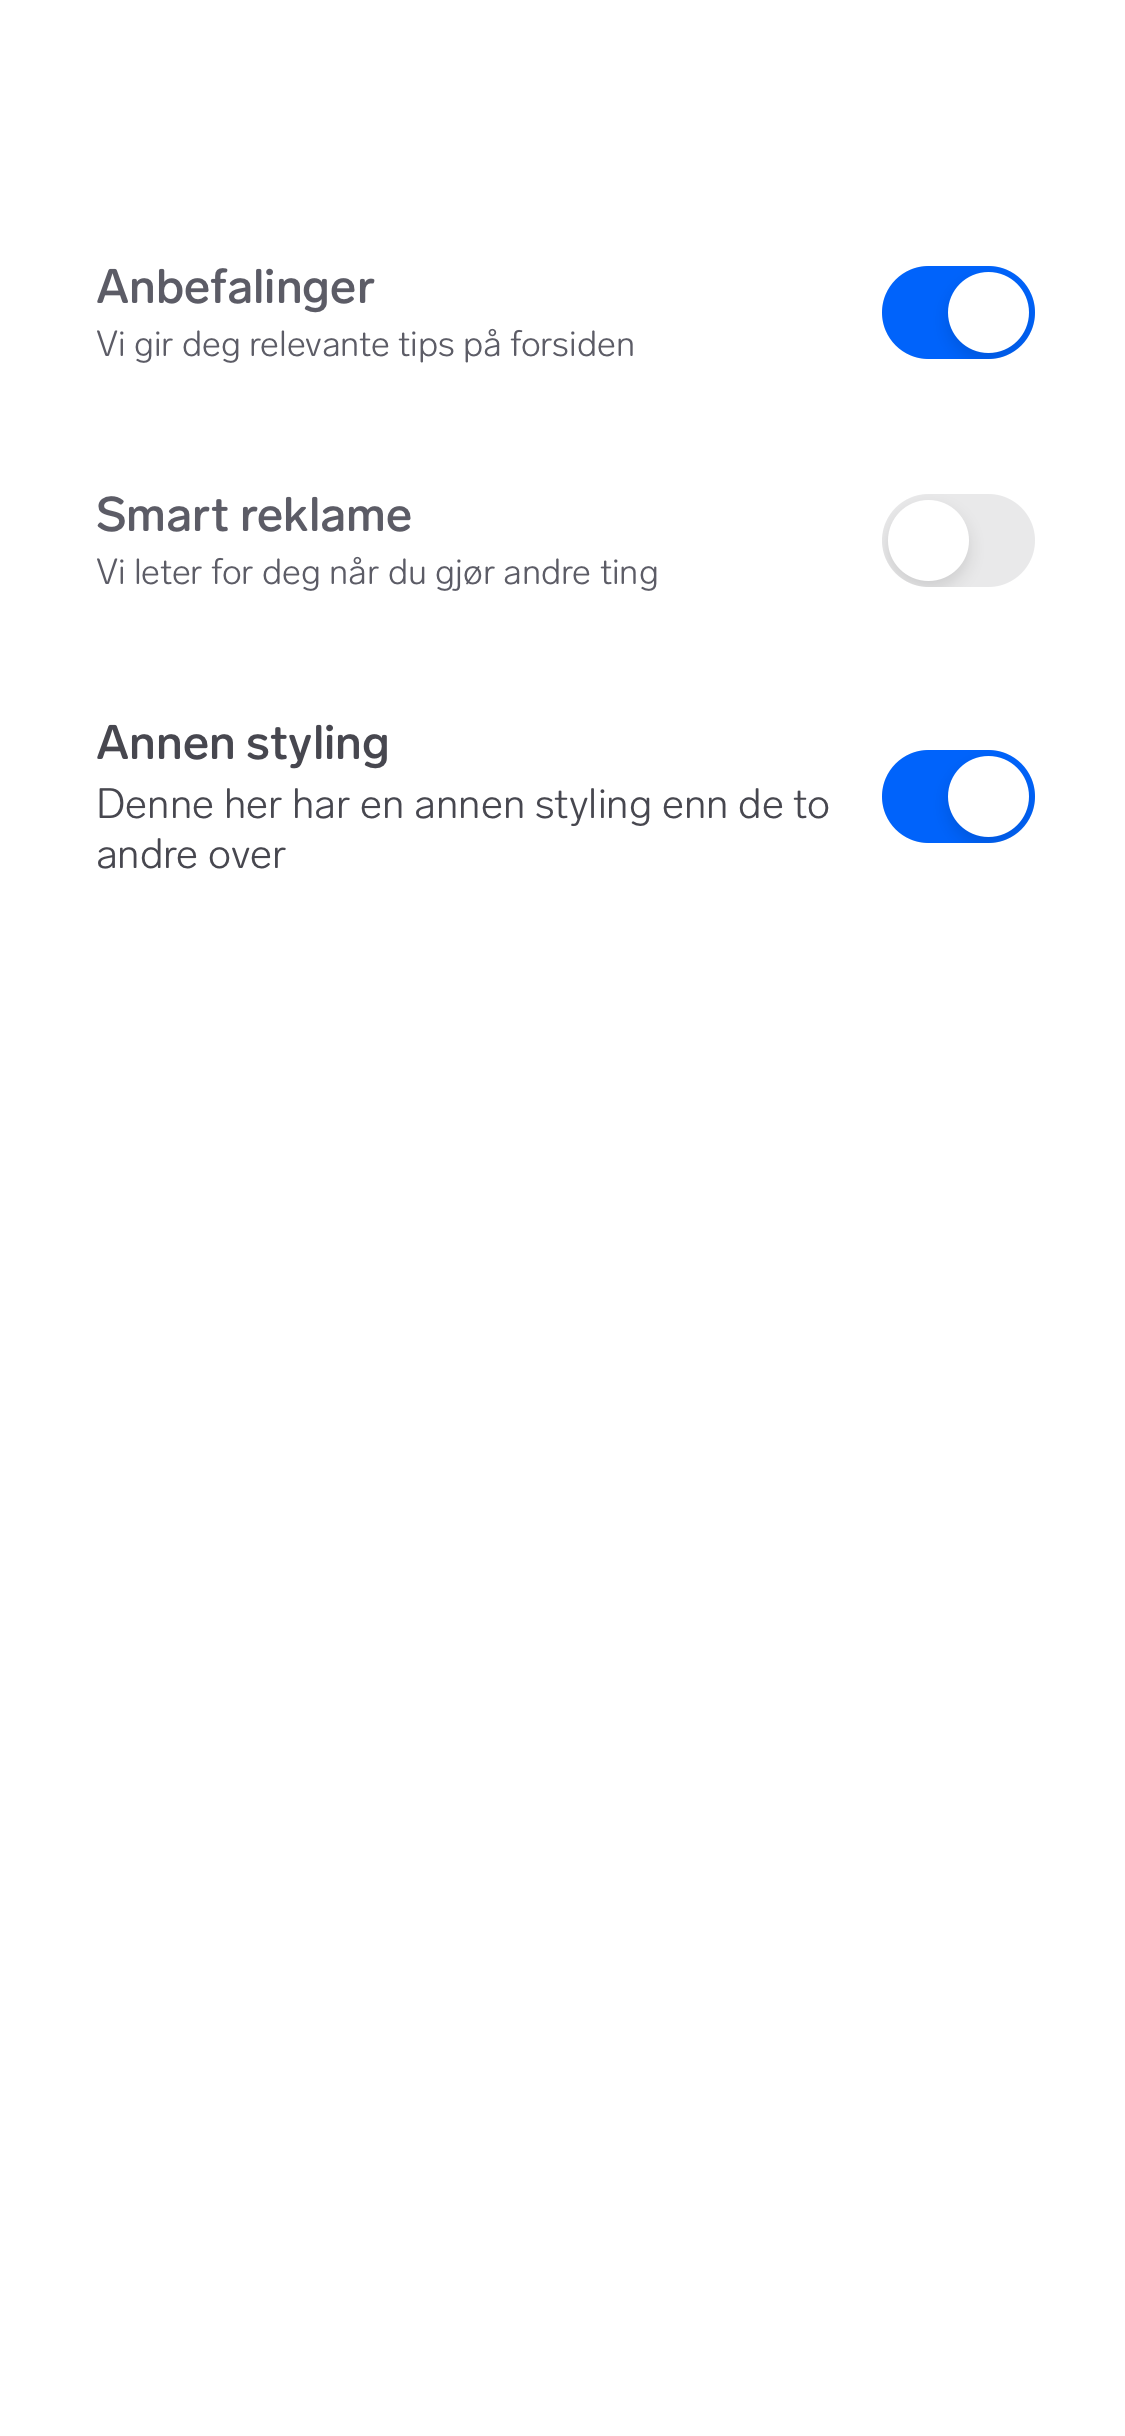 Anbefalinger
Vi gir deg relevante tips på forsiden
Smart reklame
Vi leter for deg når du gjør andre ting
Annen styling
Denne her har en annen styling enn de to
andre over